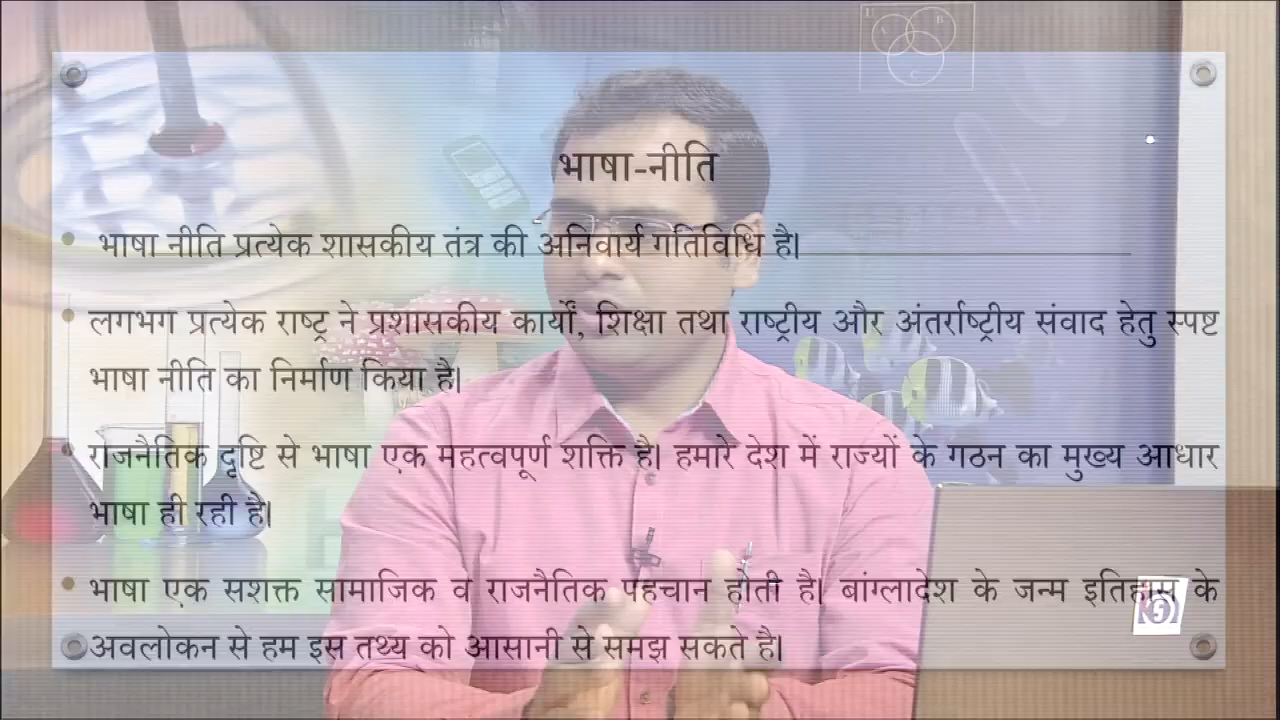 भाषा-नीति
भाषा नीति प्रत्येक शासकीय तंत्र की अनिवार्य गतिविधि है।
लगभग प्रत्येक राष्ट्र ने प्रशासकीय कार्यों, शिक्षा तथा राष्ट्रीय और अंतर्राष्ट्रीय संवाद हेतु स्पष्ट
भाषा नीति का निर्माण किया है।
राजनैतिक दृष्टि से भाषा एक महत्वपूर्ण शक्ति है। हमारे देश में राज्यों के गठन का मुख्य आधार
भाषा ही रही है।
भाषा एक सशक्त सामाजिक व राजनैतिक पहचान होती है। बांग्लादेश के जन्म इतिहास के
अवलोकन से हम इस तथ्य को आसानी से समझ सकते है।